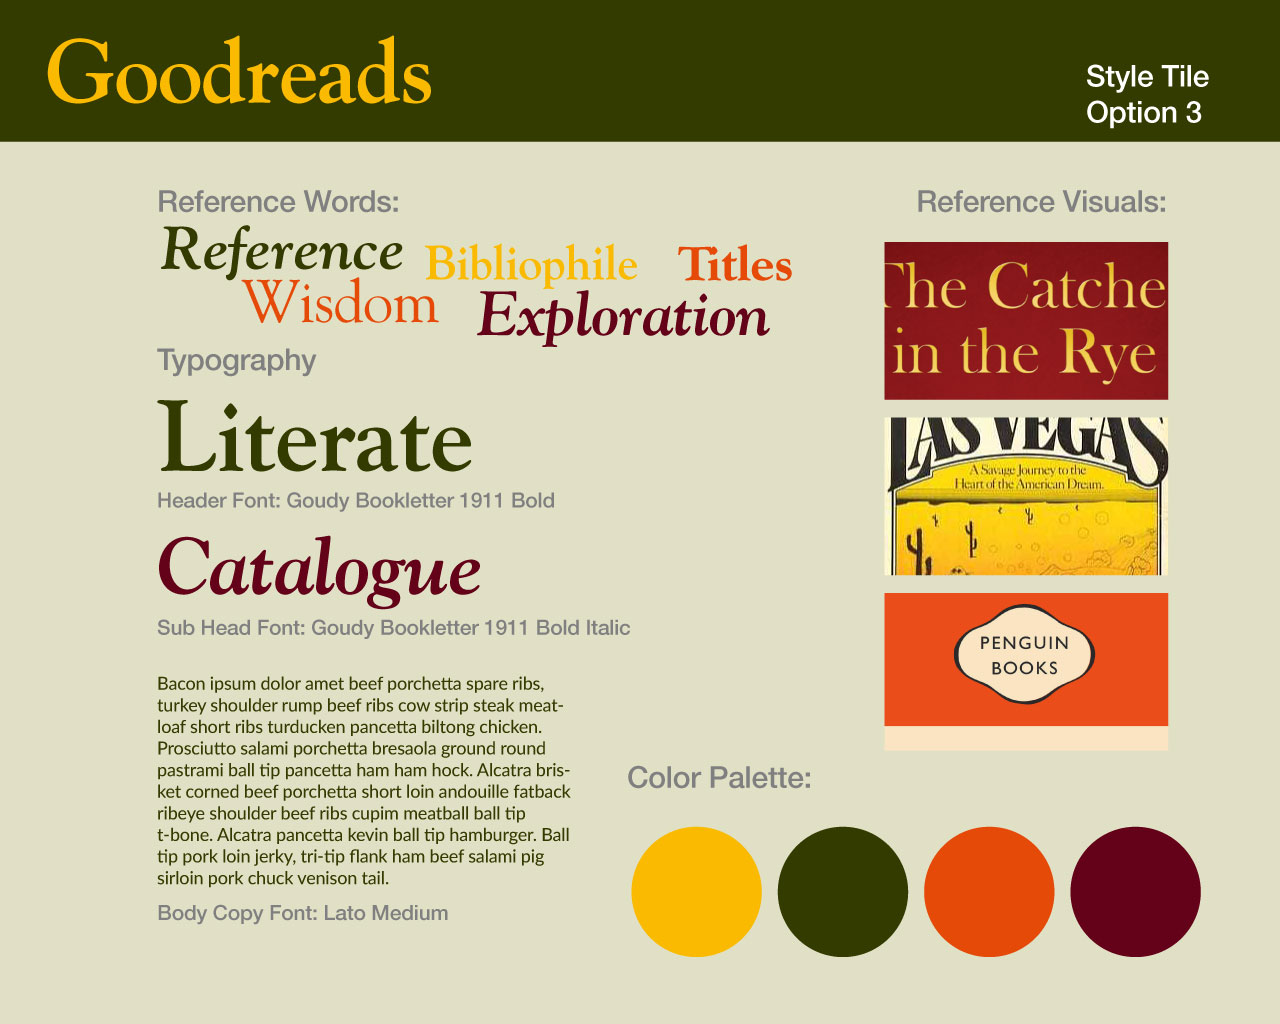 Goodreads
Style Tile
Option 3
Reference Words:
Reference Bibliophile Titles
Wisdom Exploration
Typography
Literate
Header Font: Goudy Bookletter 1911 Bold
Catalogue
Sub Head Font: Goudy Bookletter 1911 Bold Italic
Bacon ipsum dolor amet beef porchetta spare ribs,
turkey shoulder rump beef ribs cow strip steak meat-
loaf short ribs turducken pancetta biltong chicken.
Prosciutto salami porchetta bresaola ground round
pastrami ball tip pancetta ham ham hock. Alcatra bris-
ket corned beef porchetta short loin andouille fatback
ribeye shoulder beef ribs cupim meatball ball tip
t-bone. Alcatra pancetta kevin ball tip hamburger. Ball
tip pork loin jerky, tri-tip flank ham beef salami pig
sirloin pork chuck venison tail.
Body Copy Font: Lato Medium
Reference Visuals:
The Catche
in the Rye
LAS VEGAS
A Savage Journey to the
Heart of the American Dream.
PENGUIN
BOOKS
Color Palette: